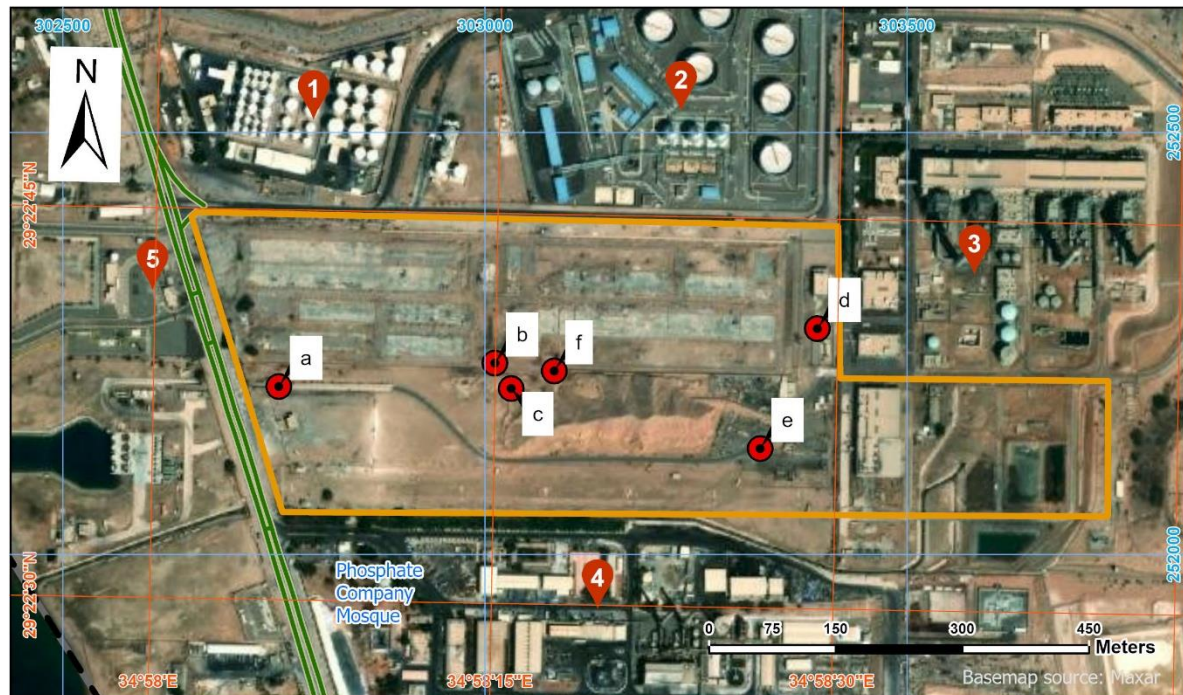 302500
303000
303500
N
1
2
252500
29°22'45"N
5
3
d
b
f
a
c
e
Phosphate
Company
Mosque
4
252000
29°22'30"N
0 75 150 300 450
Meters
34°58'E
34°58'15"E
34°58'30"E
Basemap source: Maxar